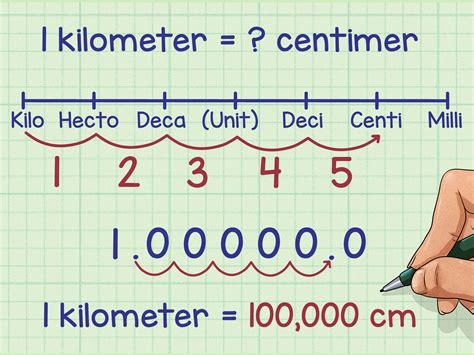 1 kilometer = ? centimer
Kilo Hecto Deca (Unit) Deci Centi Milli
1 2 3 4 5
1.00000.0
1 kilometer = 100,000 cm